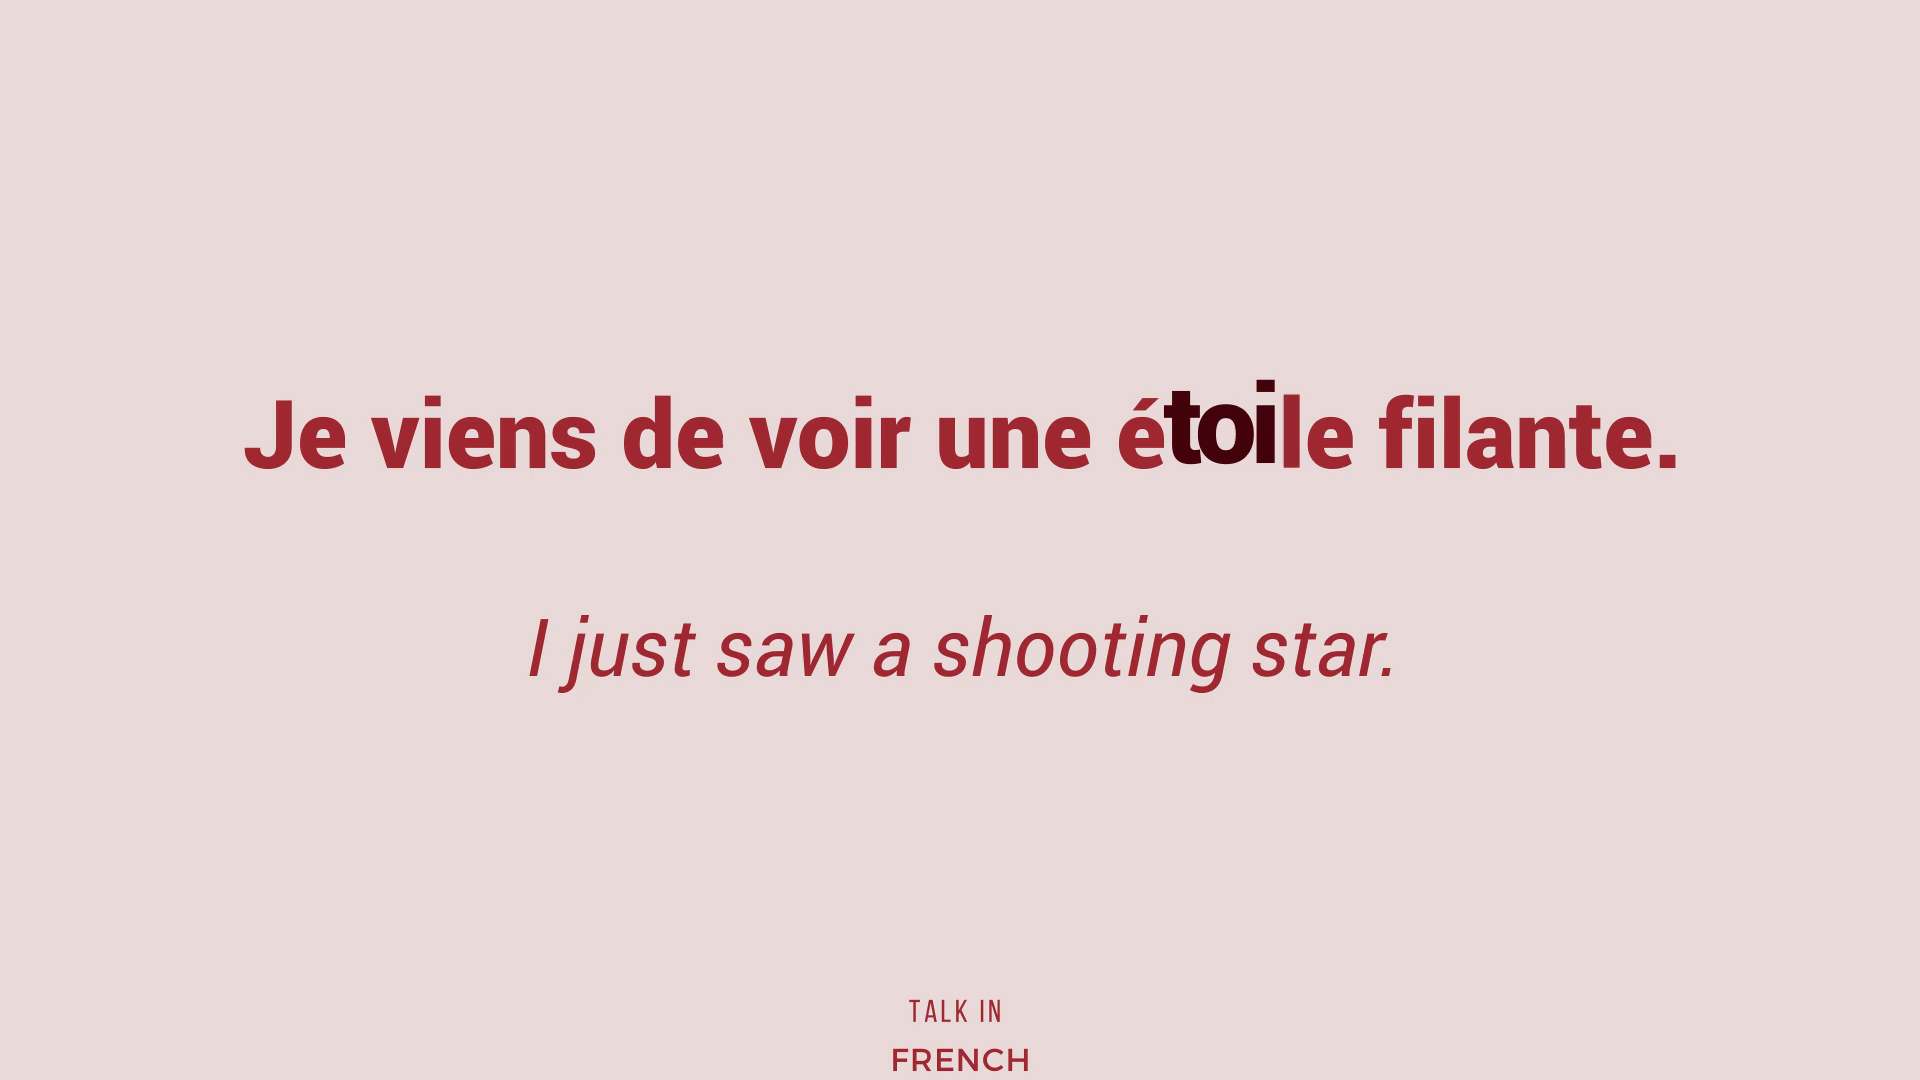 Je viens de voir une étoile filante.
I just saw a shooting star.
TALK IN
FRENCH